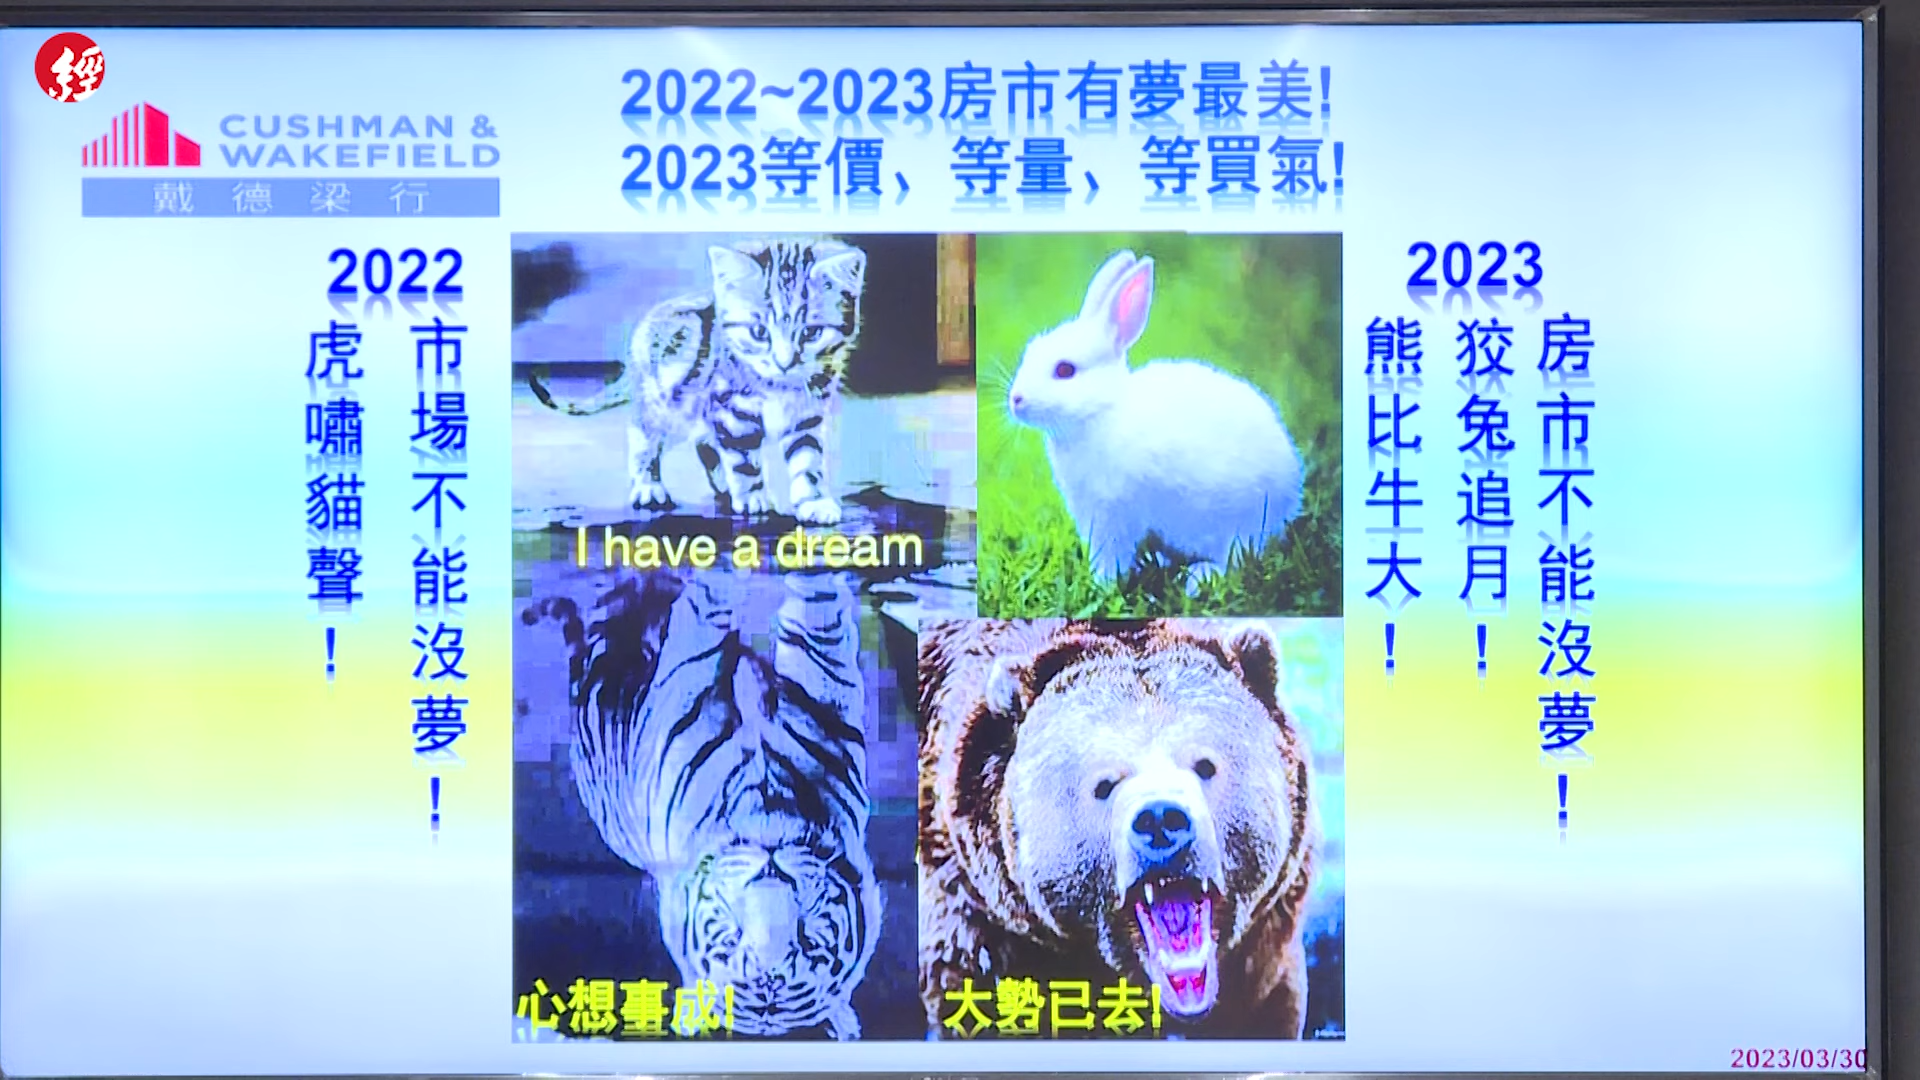 經
CUSHMAN &
WAKEFIELD
戴德梁行
2022~2023房市有夢最美!
2023等價、等量、等買氣!
2022
市場不能沒夢！
虎嘯貓聲！
I have a dream
心想事成!
大勢已去!
2023
房市不能沒夢！
狡兔追月！
熊比牛大！
2023/03/30